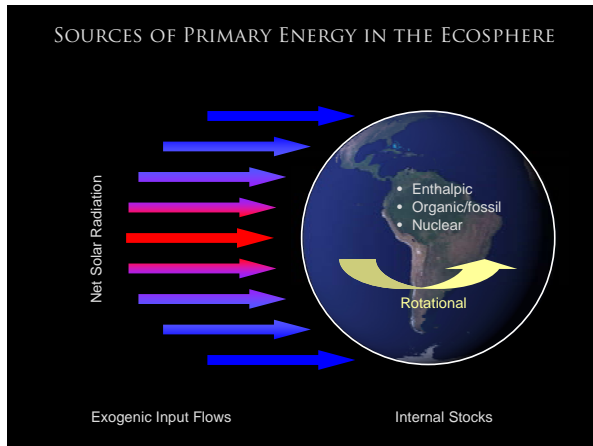 Sources of Primary Energy in the Ecosphere
Net Solar Radiation
• Enthalpic
• Organic/fossil
• Nuclear
Rotational
Exogenic Input Flows
Internal Stocks